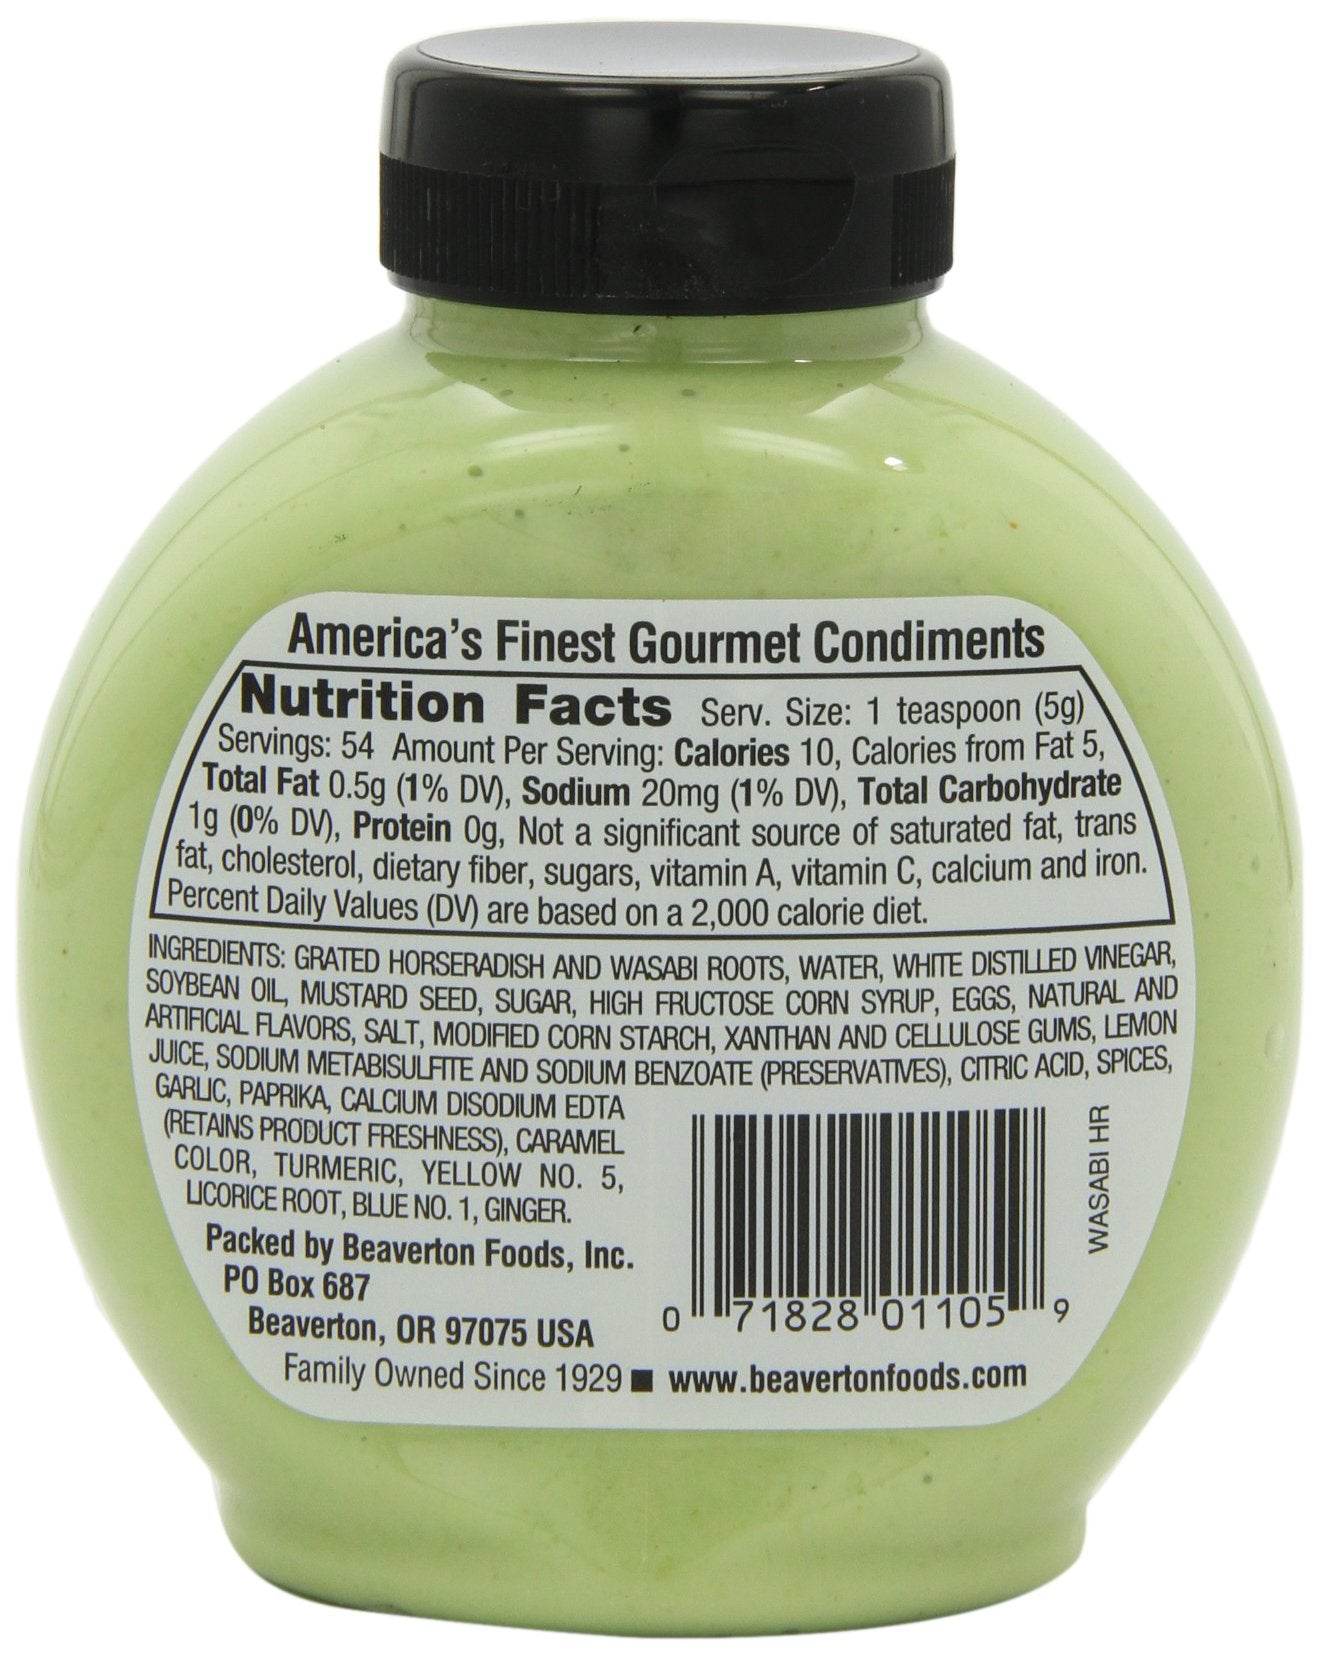 America's Finest Gourmet Condiments
Nutrition Facts Serv. Size: 1 teaspoon (5g)
Servings: 54 Amount Per Serving: Calories 10, Calories from Fat 5,
Total Fat 0.5g (1% DV), Sodium 20mg (1% DV), Total Carbohydrate
1g (0% DV), Protein 0g, Not a significant source of saturated fat, trans
fat, cholesterol, dietary fiber, sugars, vitamin A, vitamin C, calcium and iron.
Percent Daily Values (DV) are based on a 2,000 calorie diet.
INGREDIENTS: GRATED HORSERADISH AND WASABI ROOTS, WATER, WHITE DISTILLED VINEGAR,
SOYBEAN OIL, MUSTARD SEED, SUGAR, HIGH FRUCTOSE CORN SYRUP, EGGS, NATURAL AND
ARTIFICIAL FLAVORS, SALT, MODIFIED CORN STARCH, XANTHAN AND CELLULOSE GUMS, LEMON
JUICE, SODIUM METABISULFITE AND SODIUM BENZOATE (PRESERVATIVES), CITRIC ACID, SPICES,
GARLIC, PAPRIKA, CALCIUM DISODIUM EDTA
(RETAINS PRODUCT FRESHNESS), CARAMEL
COLOR, TURMERIC, YELLOW NO. 5,
LICORICE ROOT, BLUE NO. 1, GINGER.
Packed by Beaverton Foods, Inc.
PO Box 687
Beaverton, OR 97075 USA
Family Owned Since 1929 ■ www.beavertonfoods.com
0 71828 01105 9
WASABI HR